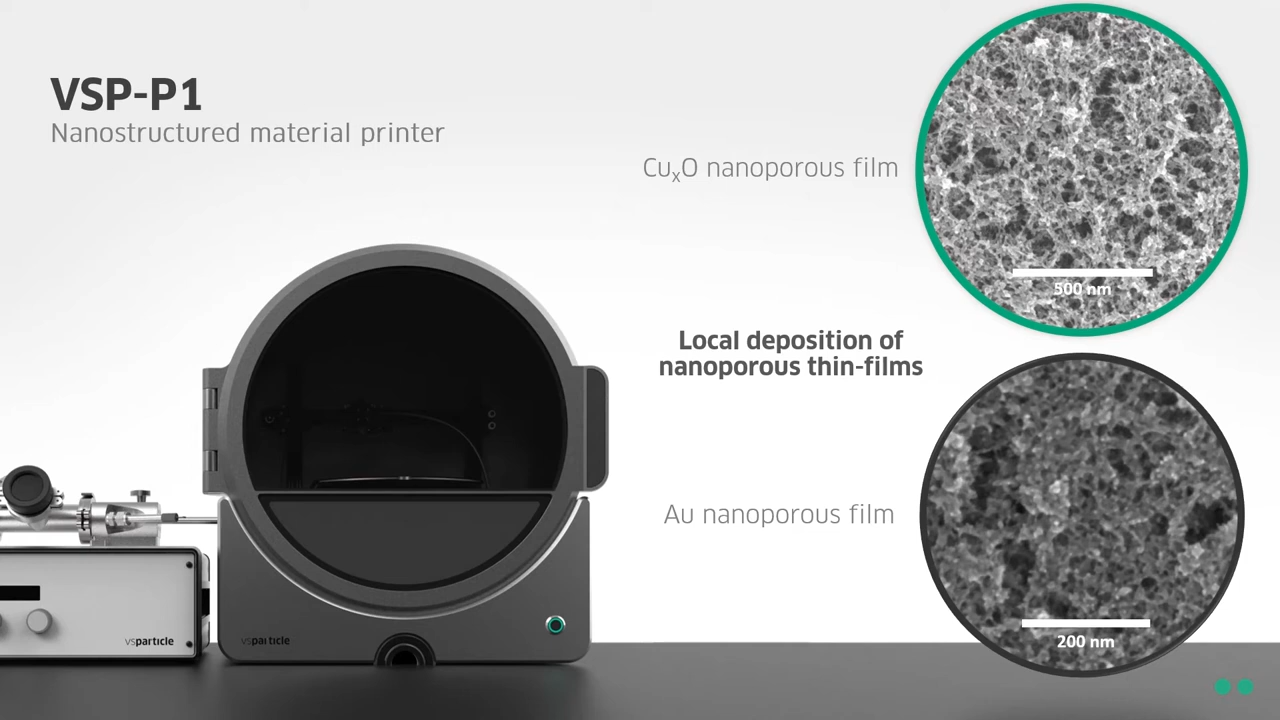 VSP-P1
Nanostructured material printer
CuₓO nanoporous film
500 nm
Local deposition of
nanoporous thin-films
Au nanoporous film
200 nm
vsparticle
vsparticle